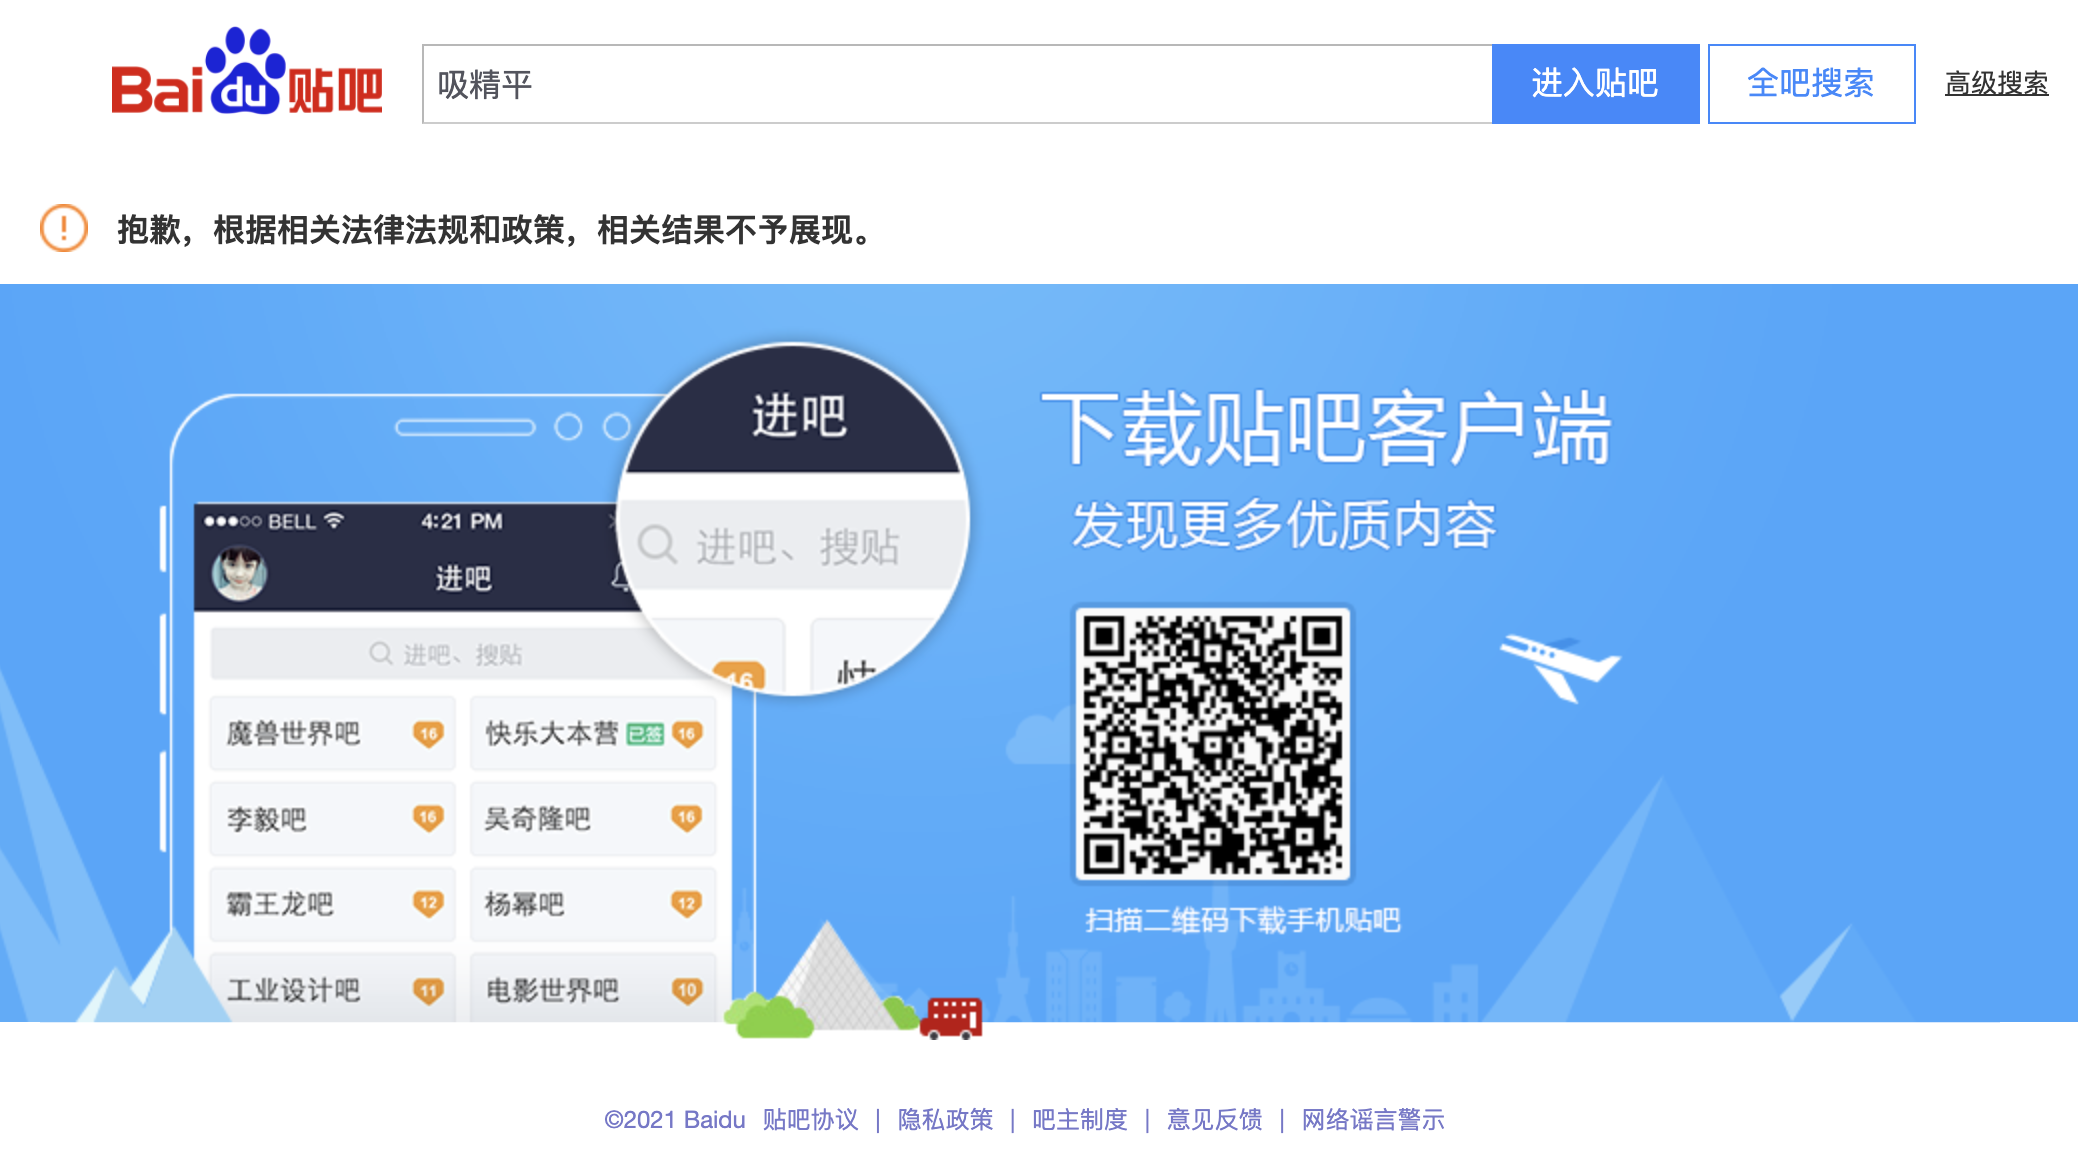 Bai du 贴吧
吸精平
进入贴吧
全吧搜索
高级搜索
抱歉，根据相关法律法规和政策，相关结果不予展现。
进吧
进吧、搜贴
16
BELL
4:21 PM
进吧
进吧、搜贴
魔兽世界吧 16
快乐大本营 已签 16
李毅吧 16
吴奇隆吧 16
霸王龙吧 12
杨幂吧 12
工业设计吧 11
电影世界吧 10
下载贴吧客户端
发现更多优质内容
扫描二维码下载手机贴吧
©2021 Baidu 贴吧协议 | 隐私政策 | 吧主制度 | 意见反馈 | 网络谣言警示